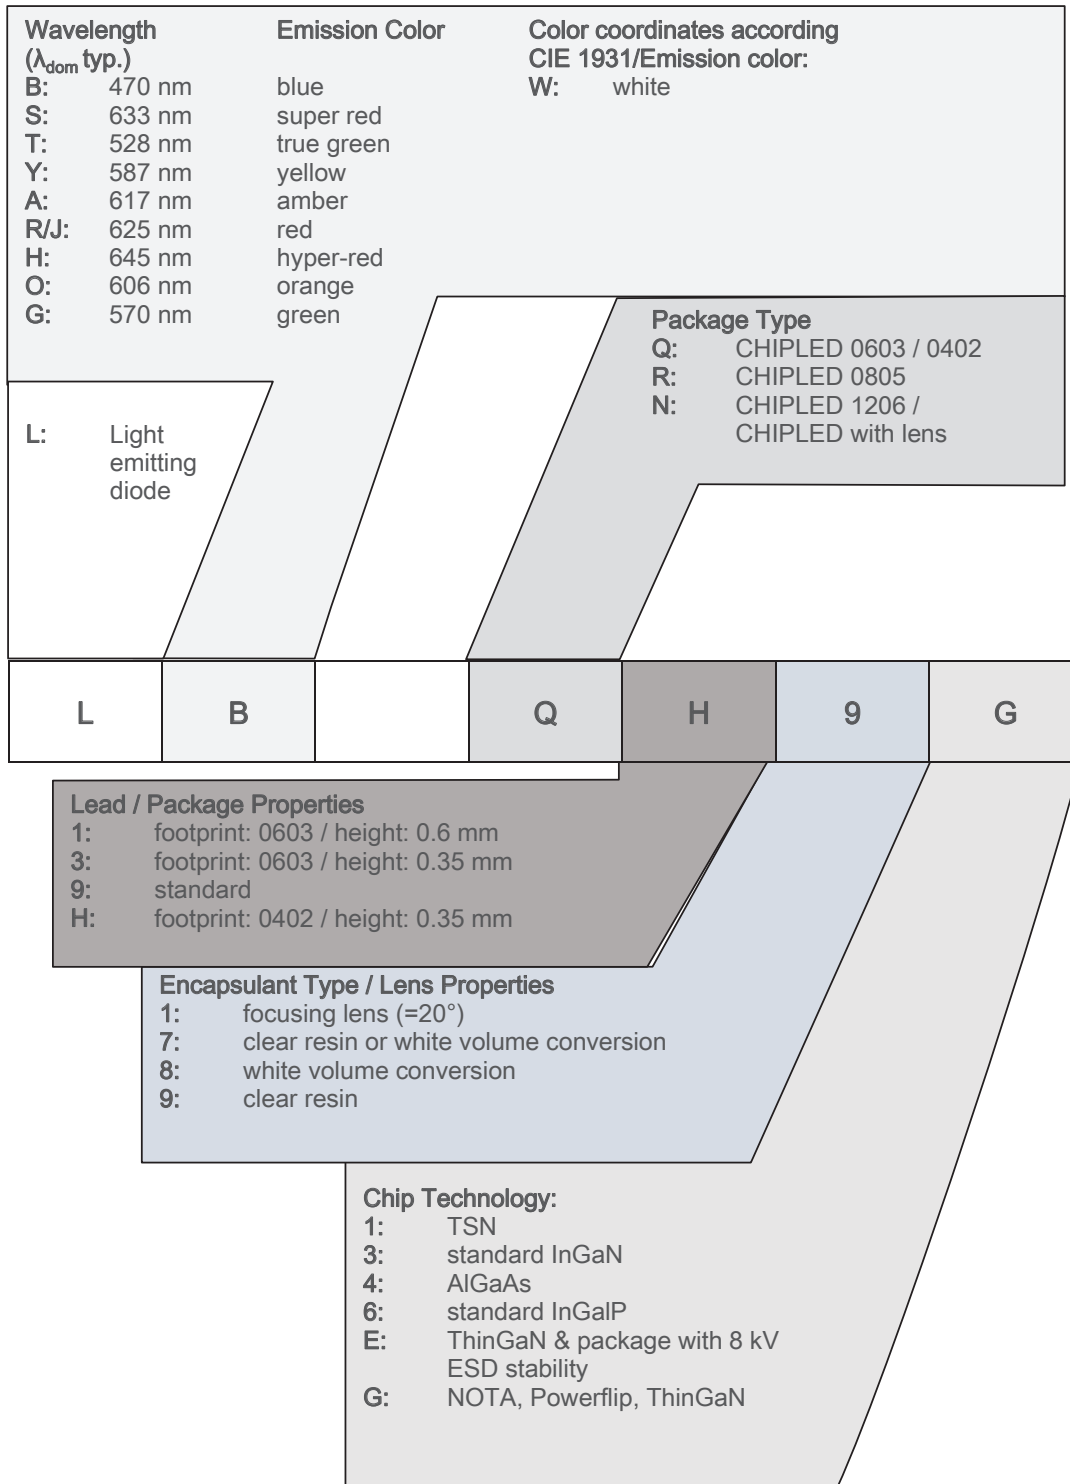 Wavelength Emission Color Color coordinates according
(λdom typ.) CIE 1931/Emission color:
B: 470 nm blue W: white
S: 633 nm super red
T: 528 nm true green
Y: 587 nm yellow
A: 617 nm amber
R/J: 625 nm red
H: 645 nm hyper-red
O: 606 nm orange
G: 570 nm green
Package Type
Q: CHIPLED 0603 / 0402
R: CHIPLED 0805
N: CHIPLED 1206 /
CHIPLED with lens
L: Light
emitting
diode
L B Q H 9 G
Lead / Package Properties
1: footprint: 0603 / height: 0.6 mm
3: footprint: 0603 / height: 0.35 mm
9: standard
H: footprint: 0402 / height: 0.35 mm
Encapsulant Type / Lens Properties
1: focusing lens (=20°)
7: clear resin or white volume conversion
8: white volume conversion
9: clear resin
Chip Technology:
1: TSN
3: standard InGaN
4: AlGaAs
6: standard InGalP
E: ThinGaN & package with 8 kV
ESD stability
G: NOTA, Powerflip, ThinGaN